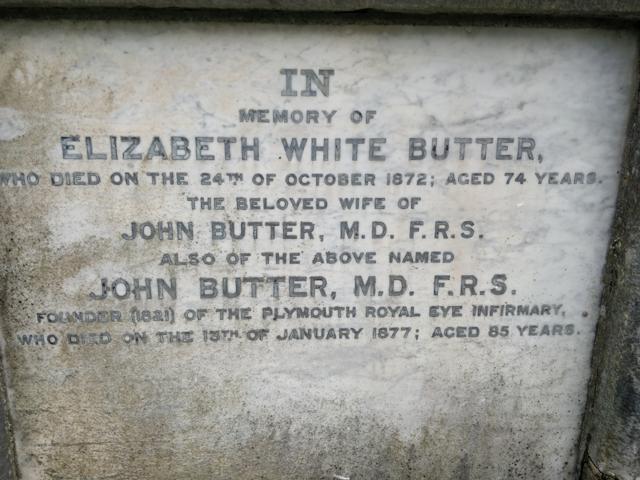 IN
MEMORY OF
ELIZABETH WHITE BUTTER,
WHO DIED ON THE 24TH OF OCTOBER 1872; AGED 74 YEARS.
THE BELOVED WIFE OF
JOHN BUTTER, M.D. F.R.S.
ALSO OF THE ABOVE NAMED
JOHN BUTTER, M.D. F.R.S.
FOUNDER (1821) OF THE PLYMOUTH ROYAL EYE INFIRMARY,
WHO DIED ON THE 13TH OF JANUARY 1877; AGED 85 YEARS.